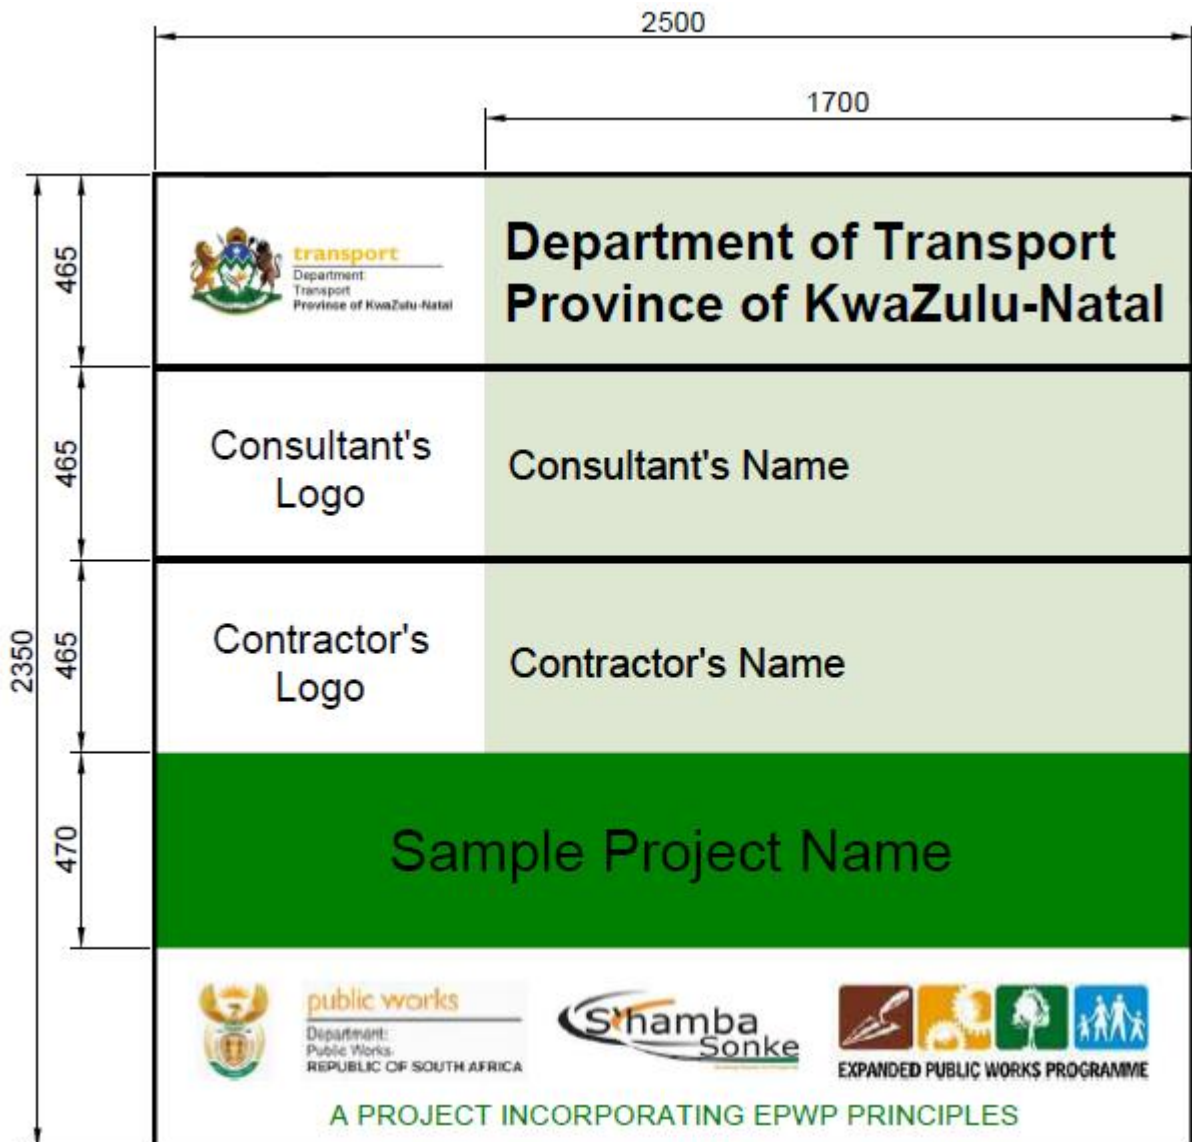 2500
1700
465
transport
Department
Transport
Province of KwaZulu-Natal
Department of Transport
Province of KwaZulu-Natal
465
Consultant's
Logo
Consultant's Name
2350
465
Contractor's
Logo
Contractor's Name
470
Sample Project Name
public works
Department:
Public Works
REPUBLIC OF SOUTH AFRICA
S'hamba
Sonke
EXPANDED PUBLIC WORKS PROGRAMME
A PROJECT INCORPORATING EPWP PRINCIPLES